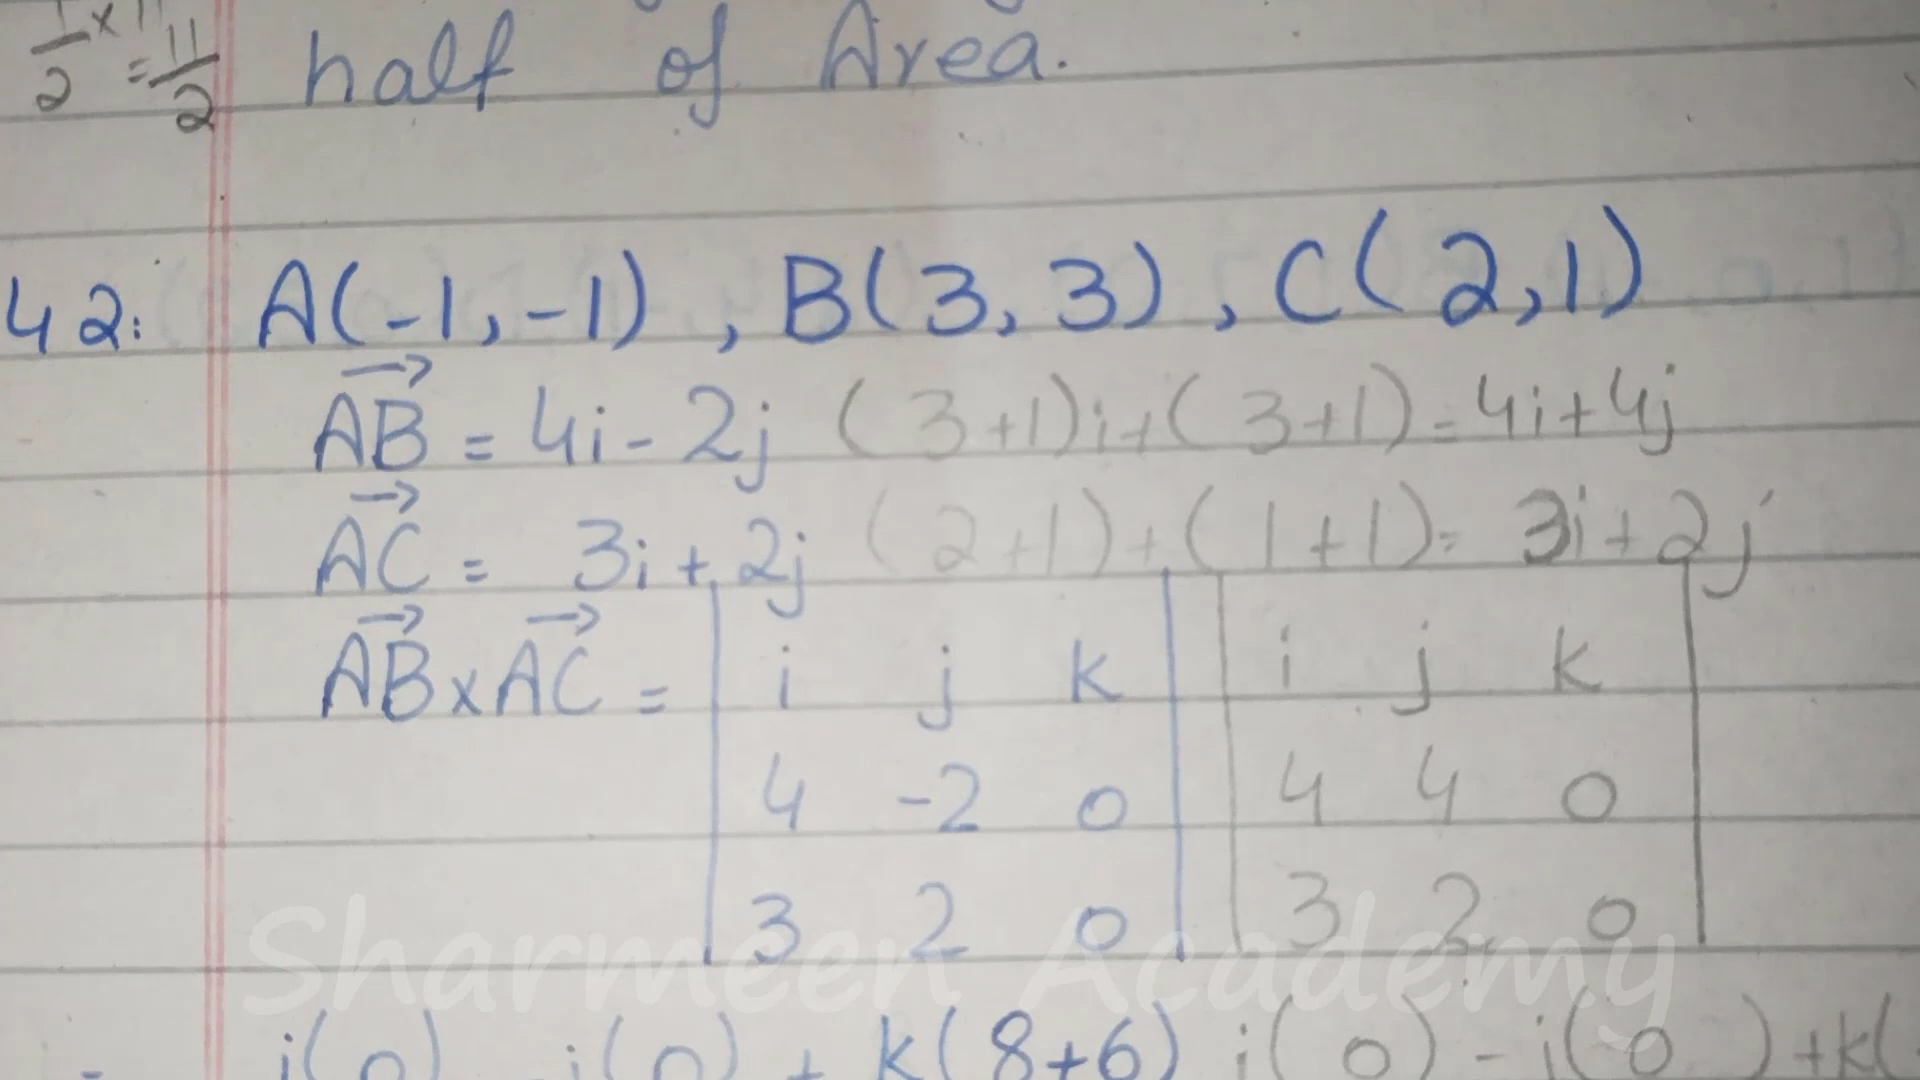 1/2 × 11 = 11/2 half of Area.
42: A(-1,-1) , B(3,3) , C(2,1)
AB = 4i - 2j (3+1)i+(3+1) = 4i+4j
AC = 3i + 2j (2+1)+(1+1) = 3i+2j
AB×AC = | i j k | | i j k |
4 -2 0 | 4 4 0
3 2 0 | 3 2 0
Sharmeen Academy
= i(0) - j(0) + k(8+6) i(0) - j(0) + k(